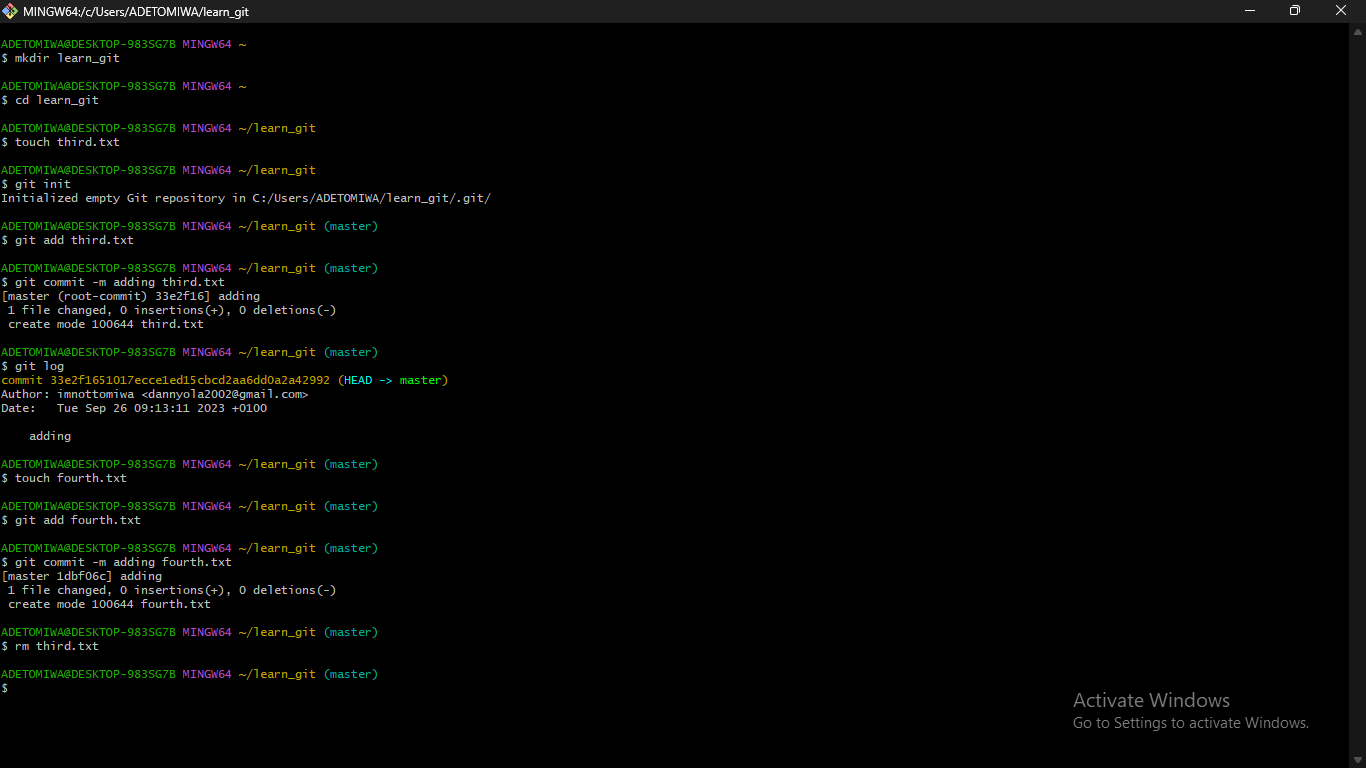 MINGW64:/c/Users/ADETOMIWA/learn_git
ADETOMIWA@DESKTOP-983SG7B MINGW64 ~
$ mkdir learn_git
ADETOMIWA@DESKTOP-983SG7B MINGW64 ~
$ cd learn_git
ADETOMIWA@DESKTOP-983SG7B MINGW64 ~/learn_git
$ touch third.txt
ADETOMIWA@DESKTOP-983SG7B MINGW64 ~/learn_git
$ git init
Initialized empty Git repository in C:/Users/ADETOMIWA/learn_git/.git/
ADETOMIWA@DESKTOP-983SG7B MINGW64 ~/learn_git (master)
$ git add third.txt
ADETOMIWA@DESKTOP-983SG7B MINGW64 ~/learn_git (master)
$ git commit -m adding third.txt
[master (root-commit) 33e2f16] adding
 1 file changed, 0 insertions(+), 0 deletions(-)
 create mode 100644 third.txt
ADETOMIWA@DESKTOP-983SG7B MINGW64 ~/learn_git (master)
$ git log
commit 33e2f1651017ecce1ed15cbcd2aa6dd0a2a42992 (HEAD -> master)
Author: imnottomiwa <dannyola2002@gmail.com>
Date:   Tue Sep 26 09:13:11 2023 +0100
    adding
ADETOMIWA@DESKTOP-983SG7B MINGW64 ~/learn_git (master)
$ touch fourth.txt
ADETOMIWA@DESKTOP-983SG7B MINGW64 ~/learn_git (master)
$ git add fourth.txt
ADETOMIWA@DESKTOP-983SG7B MINGW64 ~/learn_git (master)
$ git commit -m adding fourth.txt
[master 1dbf06c] adding
 1 file changed, 0 insertions(+), 0 deletions(-)
 create mode 100644 fourth.txt
ADETOMIWA@DESKTOP-983SG7B MINGW64 ~/learn_git (master)
$ rm third.txt
ADETOMIWA@DESKTOP-983SG7B MINGW64 ~/learn_git (master)
$
Activate Windows
Go to Settings to activate Windows.